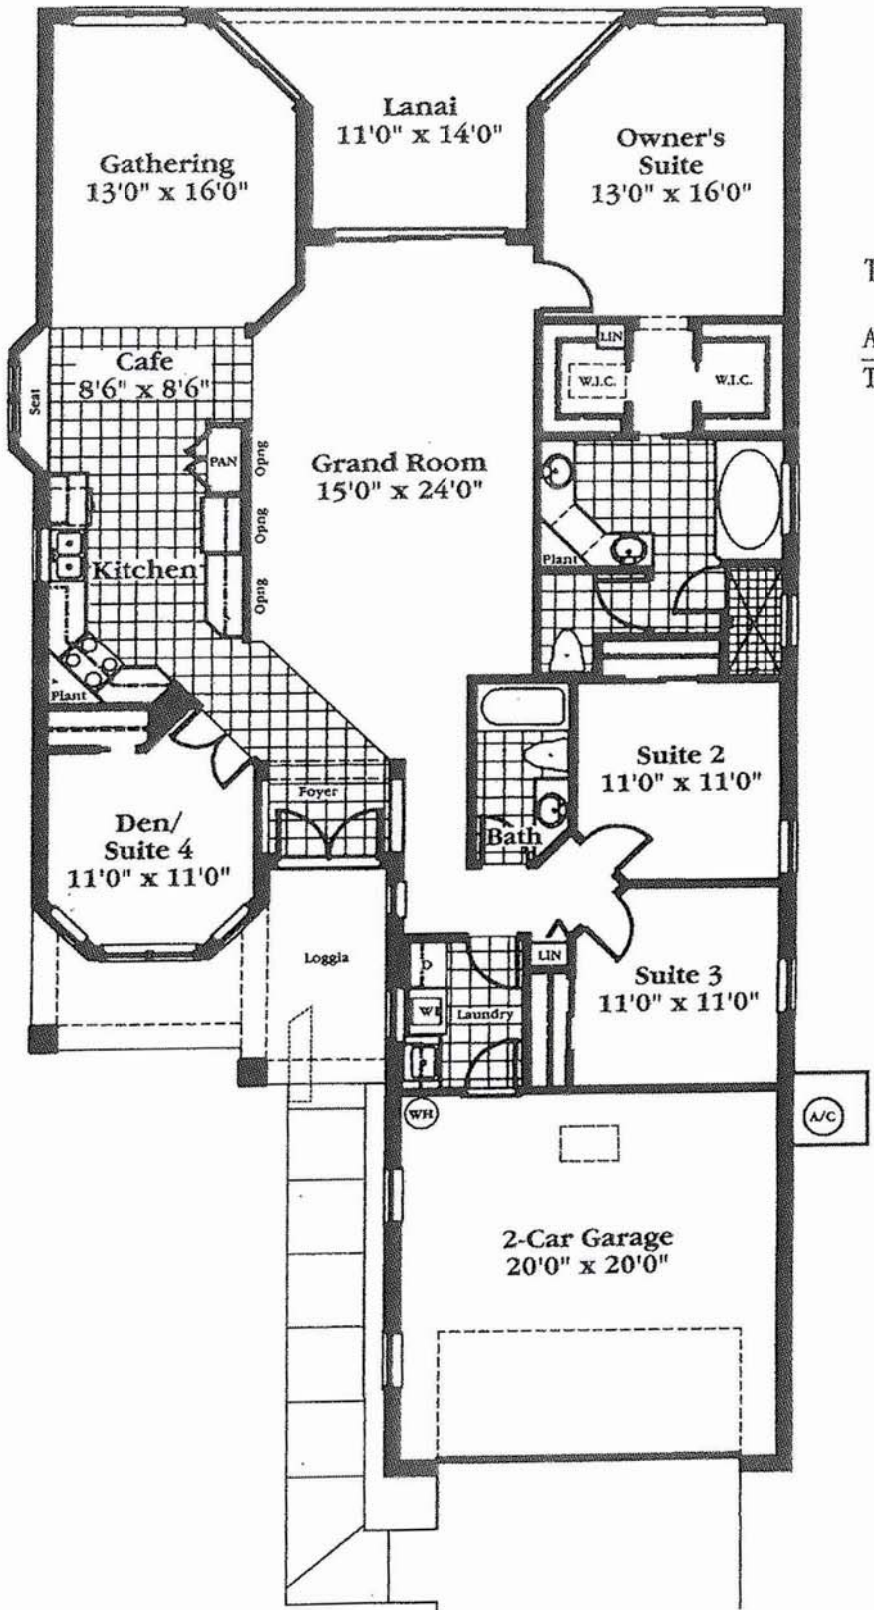 Lanai
11'0" x 14'0"
Gathering
13'0" x 16'0"
Owner's
Suite
13'0" x 16'0"
T
A
T
LIN
W.I.C.
W.I.C.
Cafe
8'6" x 8'6"
Seat
PAN
Opng
Grand Room
15'0" x 24'0"
Opng
Kitchen
Opng
Plant
Plant
Suite 2
11'0" x 11'0"
Foyer
Bath
Den/
Suite 4
11'0" x 11'0"
Loggia
D
LIN
Suite 3
11'0" x 11'0"
Laundry
WH
A/C
2-Car Garage
20'0" x 20'0"